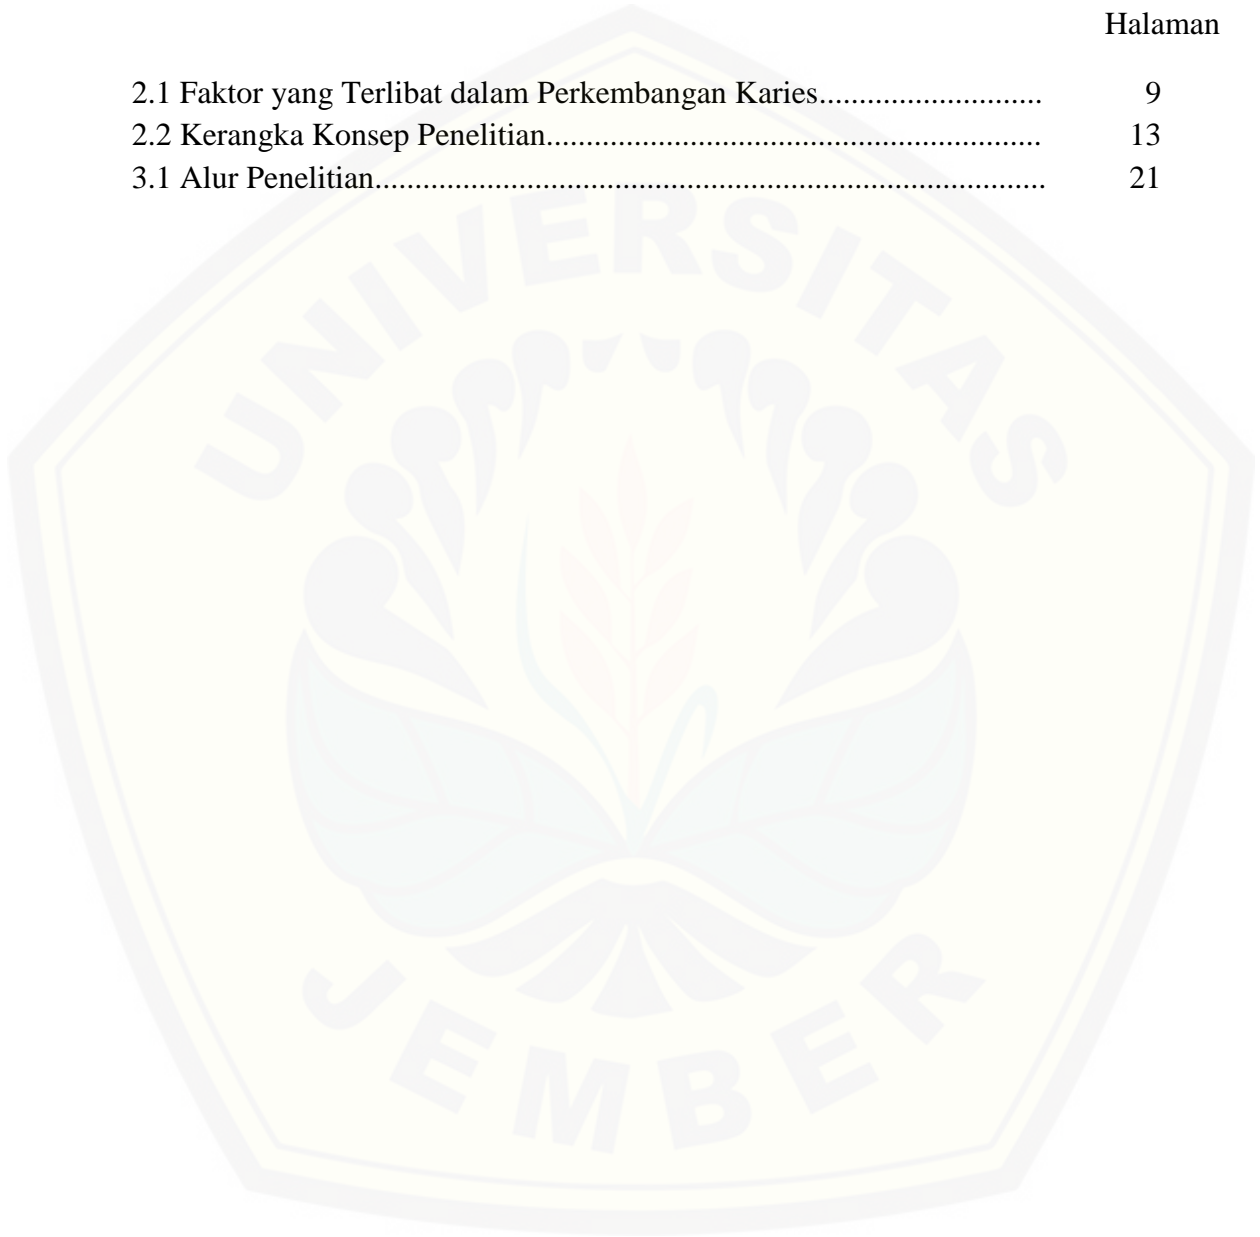 Halaman
2.1 Faktor yang Terlibat dalam Perkembangan Karies............................ 9
2.2 Kerangka Konsep Penelitian.............................................................. 13
3.1 Alur Penelitian.................................................................................... 21
UNIVERSITAS
JEMBER